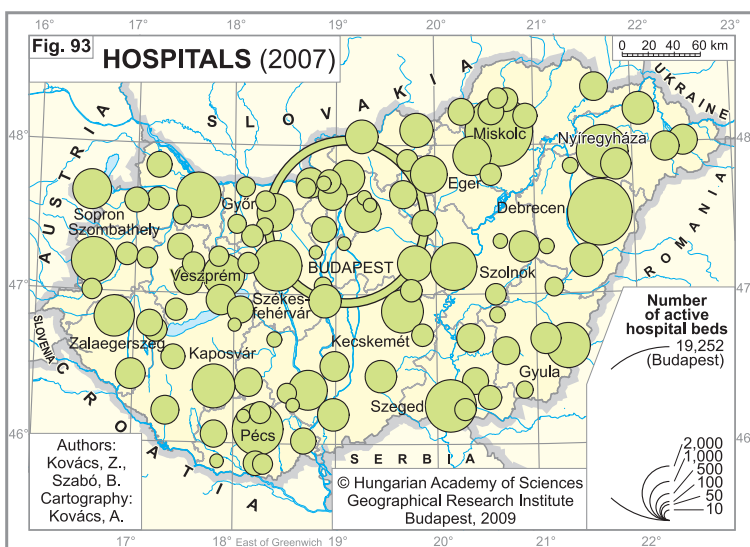 16° 17° 18° 19° 20° 21° 22° 23°
Fig. 93
HOSPITALS (2007)
0 20 40 60 km
SLOVAKIA
UKRAINE
AUSTRIA
48° 48°
Miskolc
Nyíregyháza
Eger
Győr
Sopron
Debrecen
Szombathely
ROMANIA
BUDAPEST
Szolnok
Veszprém
47° 47°
Székes-
fehérvár
Number
of active
hospital beds
19,252
(Budapest)
SLOVENIA
Zalaegerszeg
Kecskemét
Kaposvár
Gyula
CROATIA
Szeged
Pécs
46° 46°
SERBIA
2,000
1,000
500
100
50
10
Authors:
Kovács, Z.,
Szabó, B.
Cartography:
Kovács, A.
© Hungarian Academy of Sciences
Geographical Research Institute
Budapest, 2009
17° 18° East of Greenwich 19° 20° 21° 22°